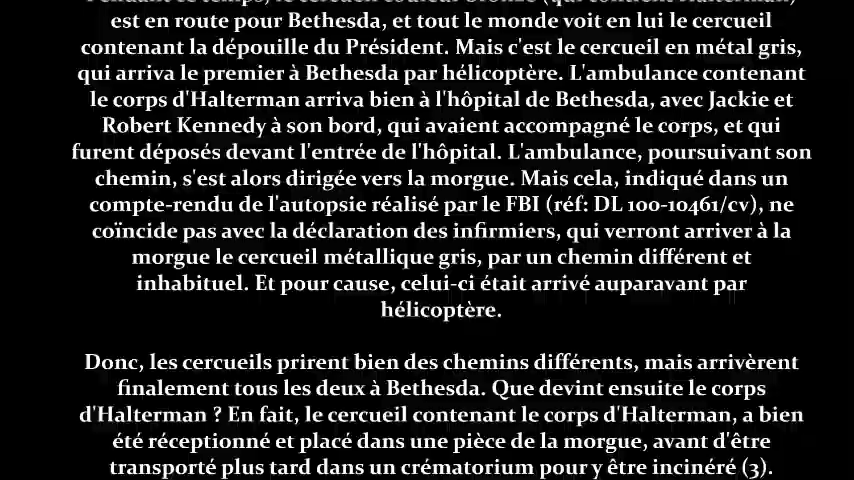 est en route pour Bethesda, et tout le monde voit en lui le cercueil
contenant la dépouille du Président. Mais c'est le cercueil en métal gris,
qui arriva le premier à Bethesda par hélicoptère. L'ambulance contenant
le corps d'Halterman arriva bien à l'hôpital de Bethesda, avec Jackie et
Robert Kennedy à son bord, qui avaient accompagné le corps, et qui
furent déposés devant l'entrée de l'hôpital. L'ambulance, poursuivant son
chemin, s'est alors dirigée vers la morgue. Mais cela, indiqué dans un
compte-rendu de l'autopsie réalisé par le FBI (réf: DL 100-10461/cv), ne
coïncide pas avec la déclaration des infirmiers, qui verront arriver à la
morgue le cercueil métallique gris, par un chemin différent et
inhabituel. Et pour cause, celui-ci était arrivé auparavant par
hélicoptère.
Donc, les cercueils prirent bien des chemins différents, mais arrivèrent
finalement tous les deux à Bethesda. Que devint ensuite le corps
d'Halterman ? En fait, le cercueil contenant le corps d'Halterman, a bien
été réceptionné et placé dans une pièce de la morgue, avant d'être
transporté plus tard dans un crématorium pour y être incinéré (3).